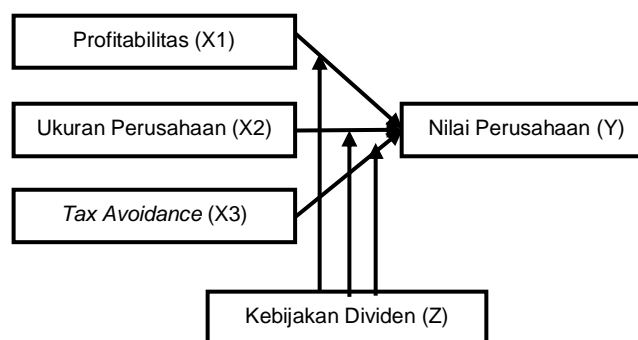 Profitabilitas (X1)
Ukuran Perusahaan (X2)
Nilai Perusahaan (Y)
Tax Avoidance (X3)
Kebijakan Dividen (Z)